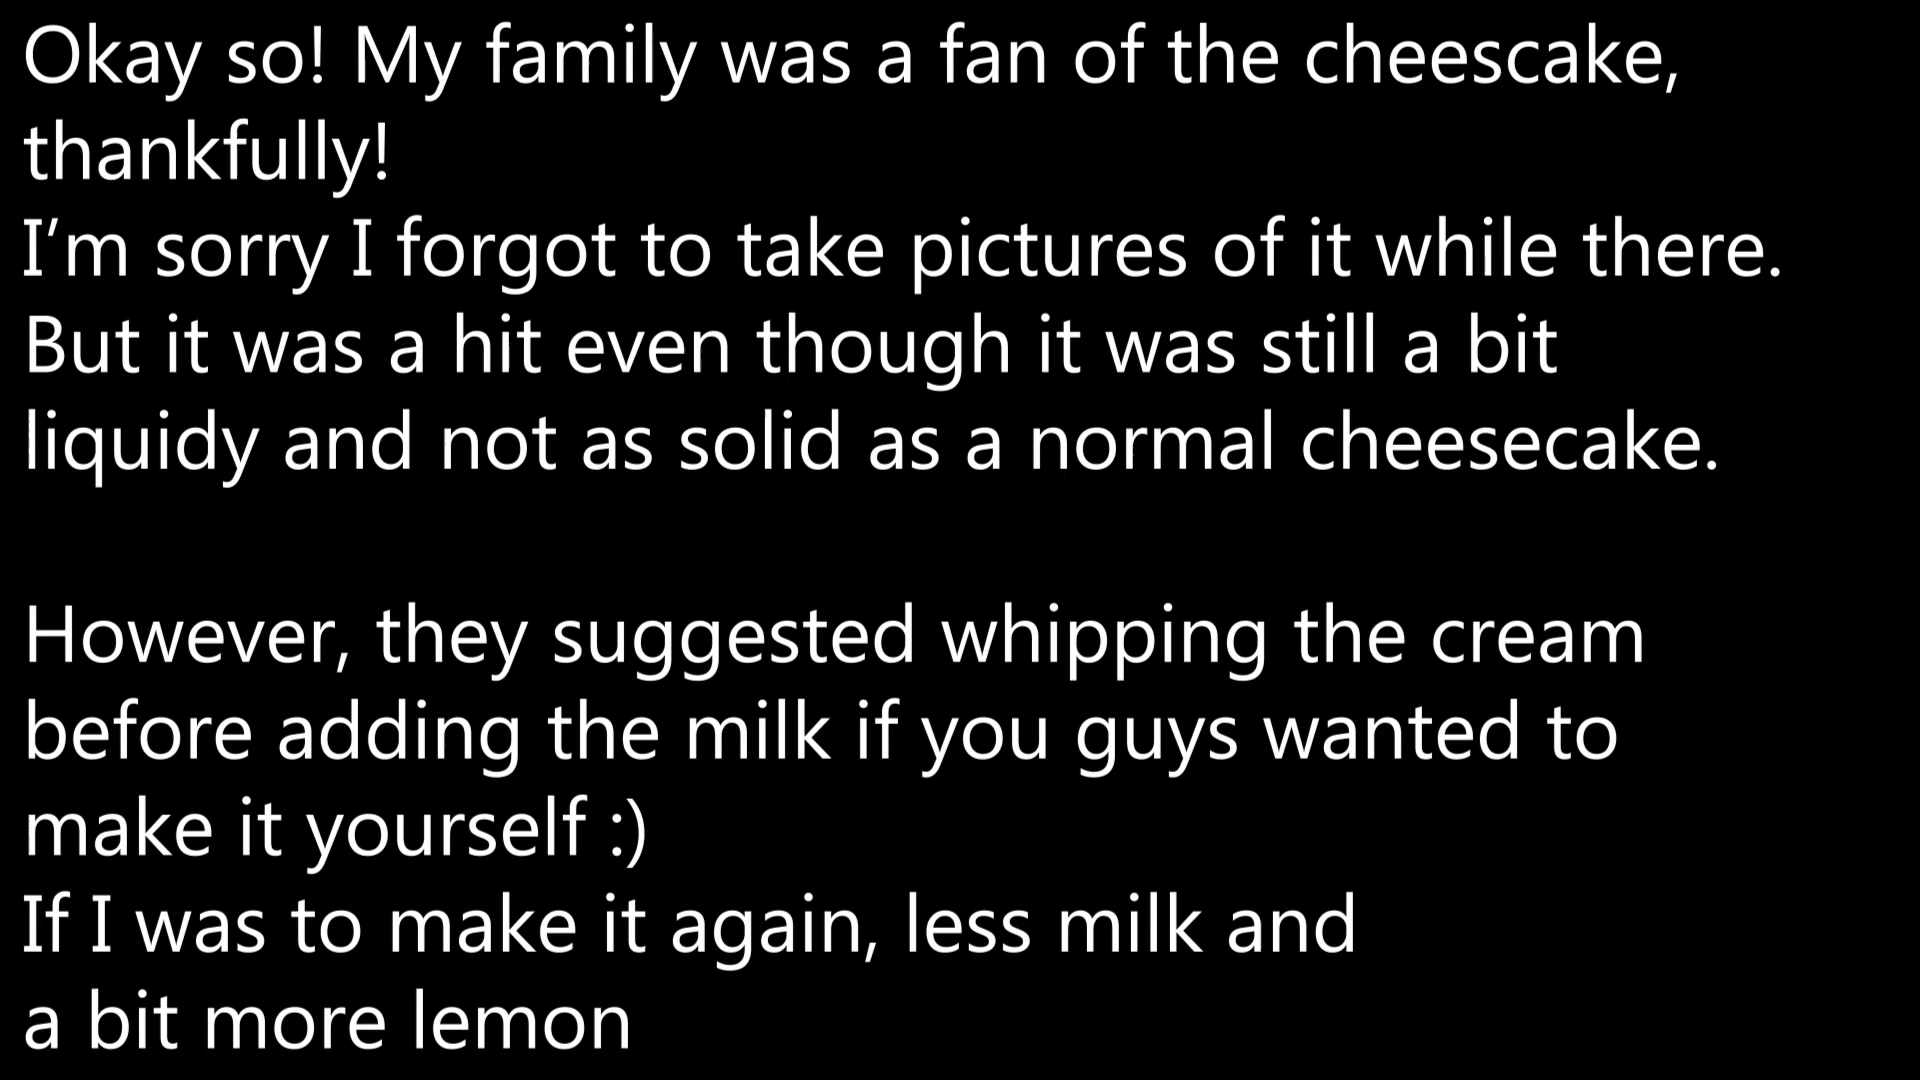 Okay so! My family was a fan of the cheescake,
thankfully!
I’m sorry I forgot to take pictures of it while there.
But it was a hit even though it was still a bit
liquidy and not as solid as a normal cheesecake.
However, they suggested whipping the cream
before adding the milk if you guys wanted to
make it yourself :)
If I was to make it again, less milk and
a bit more lemon